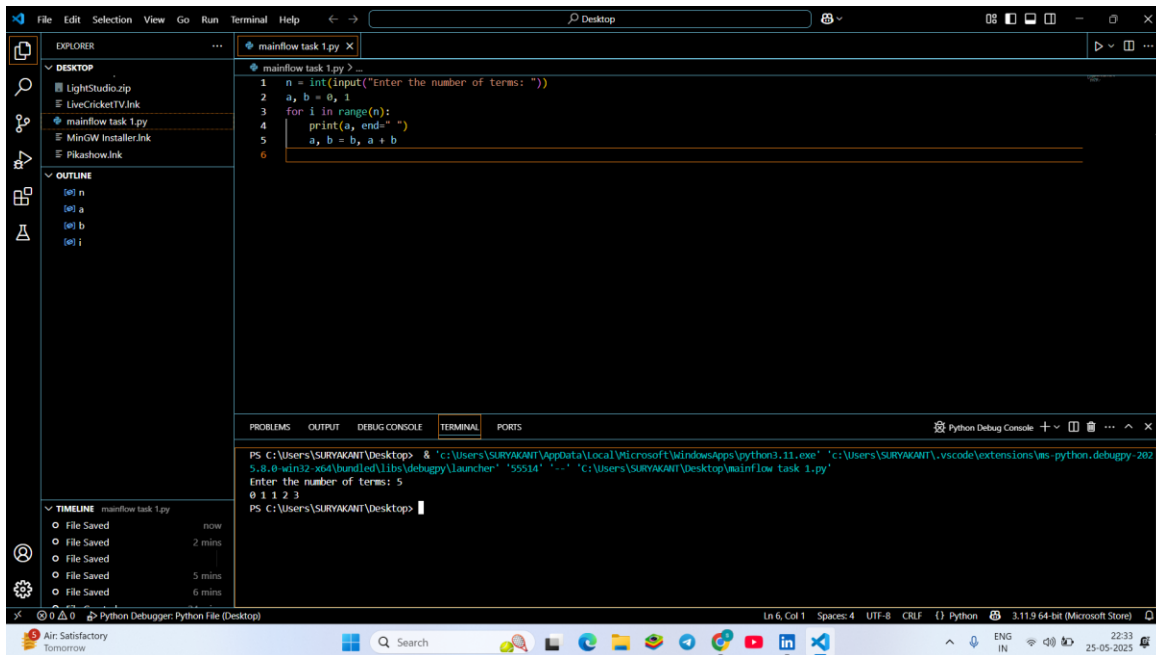 File Edit Selection View Go Run Terminal Help
Desktop
EXPLORER
DESKTOP
LightStudio.zip
LiveCricketTV.lnk
mainflow task 1.py
MinGW Installer.lnk
Pikashow.lnk
OUTLINE
n
a
b
i
TIMELINE mainflow task 1.py
File Saved now
File Saved 2 mins
File Saved
File Saved 5 mins
File Saved 6 mins
mainflow task 1.py
mainflow task 1.py > ...
1 n = int(input("Enter the number of terms: "))
2 a, b = 0, 1
3 for i in range(n):
4 print(a, end=" ")
5 a, b = b, a + b
6
PROBLEMS OUTPUT DEBUG CONSOLE TERMINAL PORTS
Python Debug Console
PS C:\Users\SURYAKANT\Desktop> & 'c:\Users\SURYAKANT\AppData\Local\Microsoft\WindowsApps\python3.11.exe' 'c:\Users\SURYAKANT\.vscode\extensions\ms-python.debugpy-202
5.8.0-win32-x64\bundled\libs\debugpy\launcher' '55514' '--' 'C:\Users\SURYAKANT\Desktop\mainflow task 1.py'
Enter the number of terms: 5
0 1 1 2 3
PS C:\Users\SURYAKANT\Desktop>
0 0 Python Debugger: Python File (Desktop) Ln 6, Col 1 Spaces: 4 UTF-8 CRLF {} Python 3.11.9 64-bit (Microsoft Store)
5
Air: Satisfactory
Tomorrow
Search
ENG
IN
22:33
25-05-2025